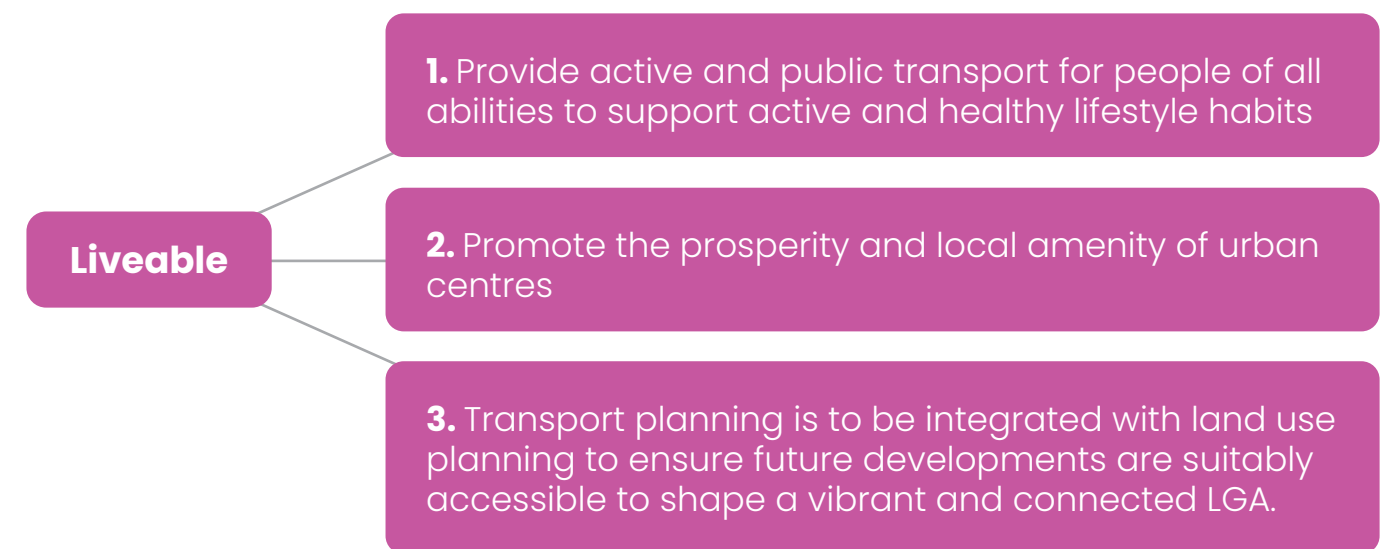 1. Provide active and public transport for people of all
abilities to support active and healthy lifestyle habits
Liveable
2. Promote the prosperity and local amenity of urban
centres
3. Transport planning is to be integrated with land use
planning to ensure future developments are suitably
accessible to shape a vibrant and connected LGA.